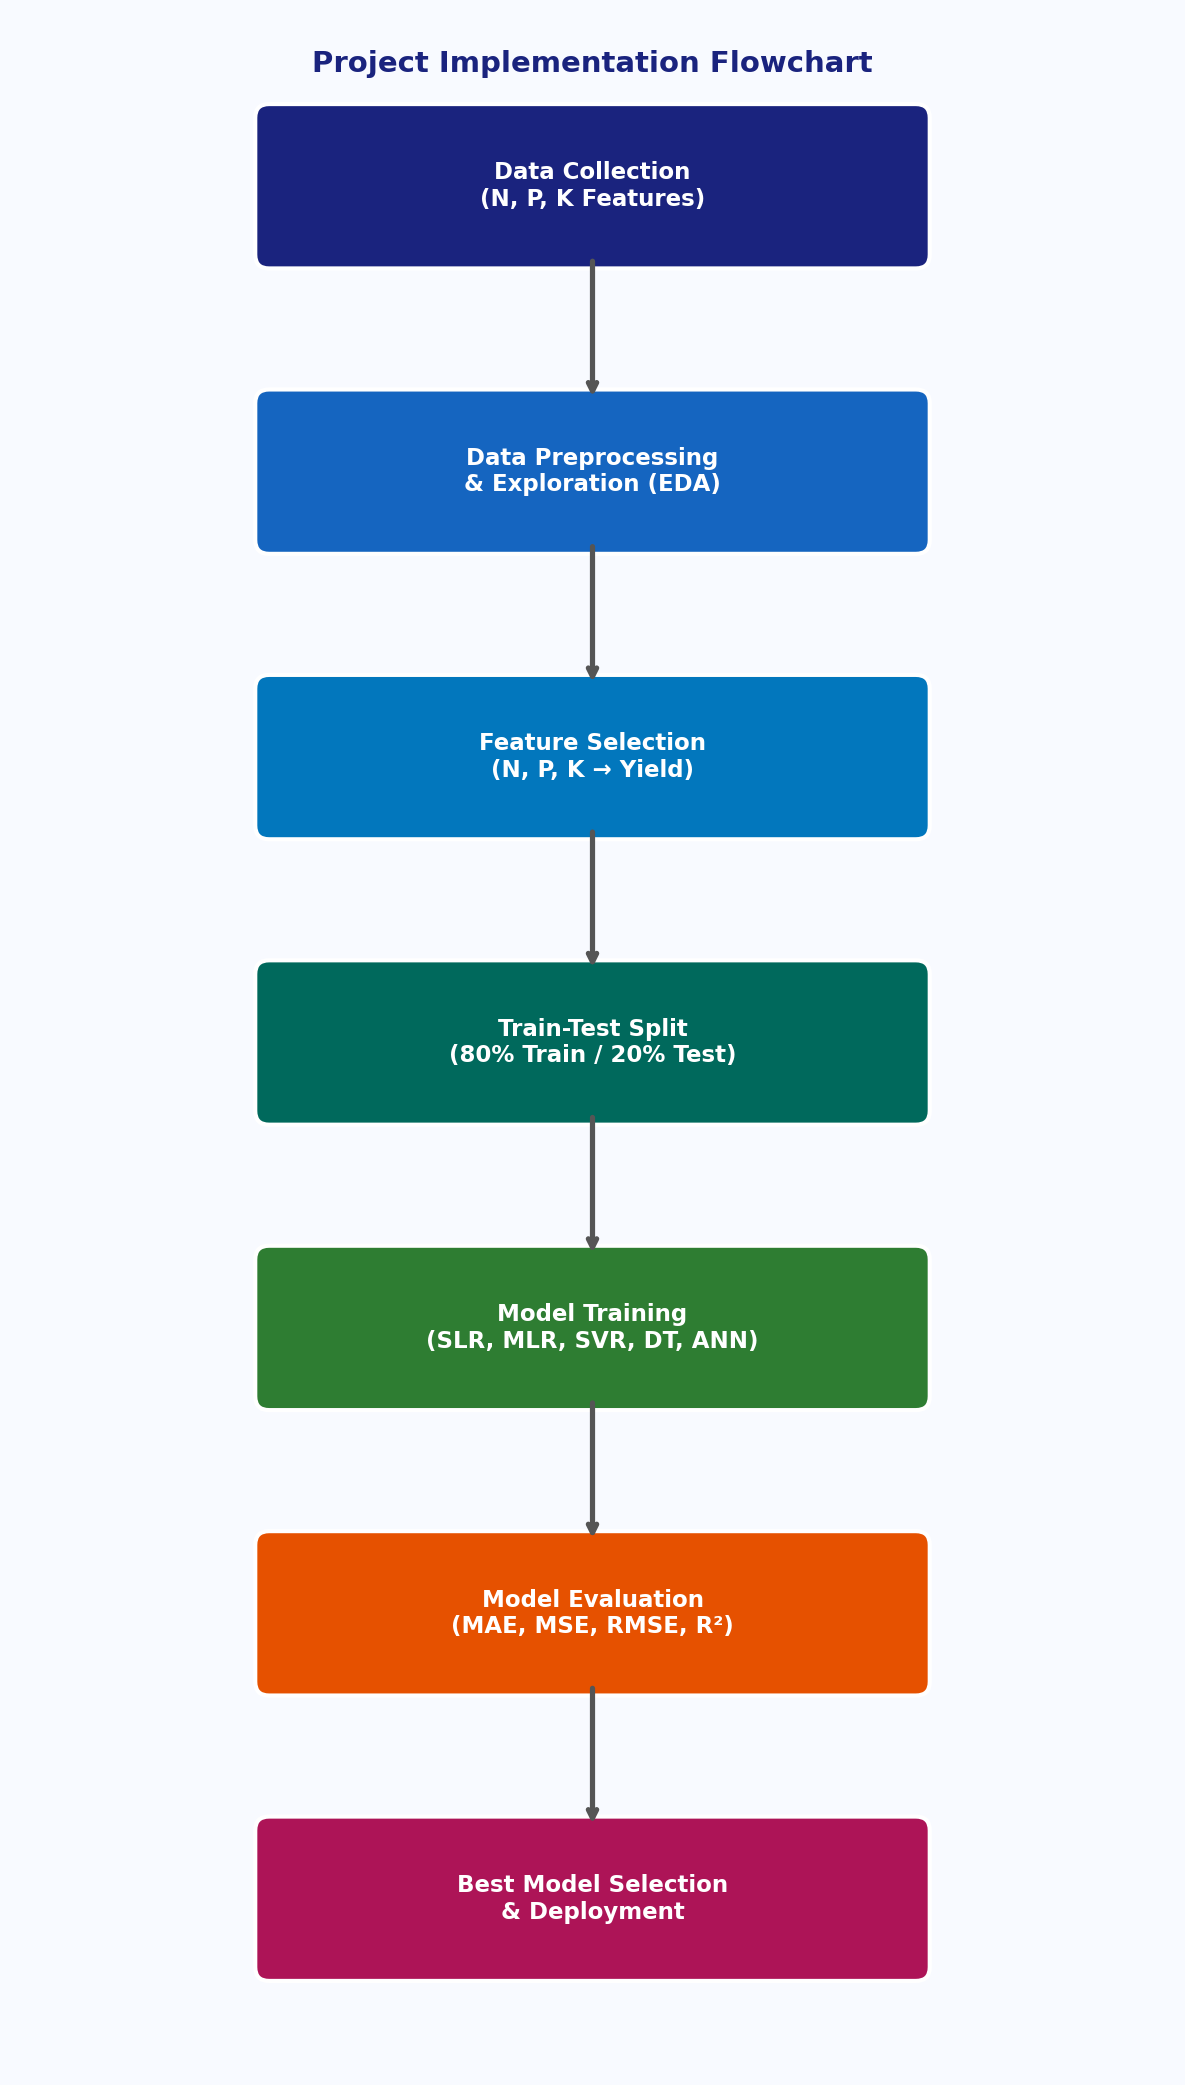 Project Implementation Flowchart
Data Collection
(N, P, K Features)
Data Preprocessing
& Exploration (EDA)
Feature Selection
(N, P, K → Yield)
Train-Test Split
(80% Train / 20% Test)
Model Training
(SLR, MLR, SVR, DT, ANN)
Model Evaluation
(MAE, MSE, RMSE, R²)
Best Model Selection
& Deployment